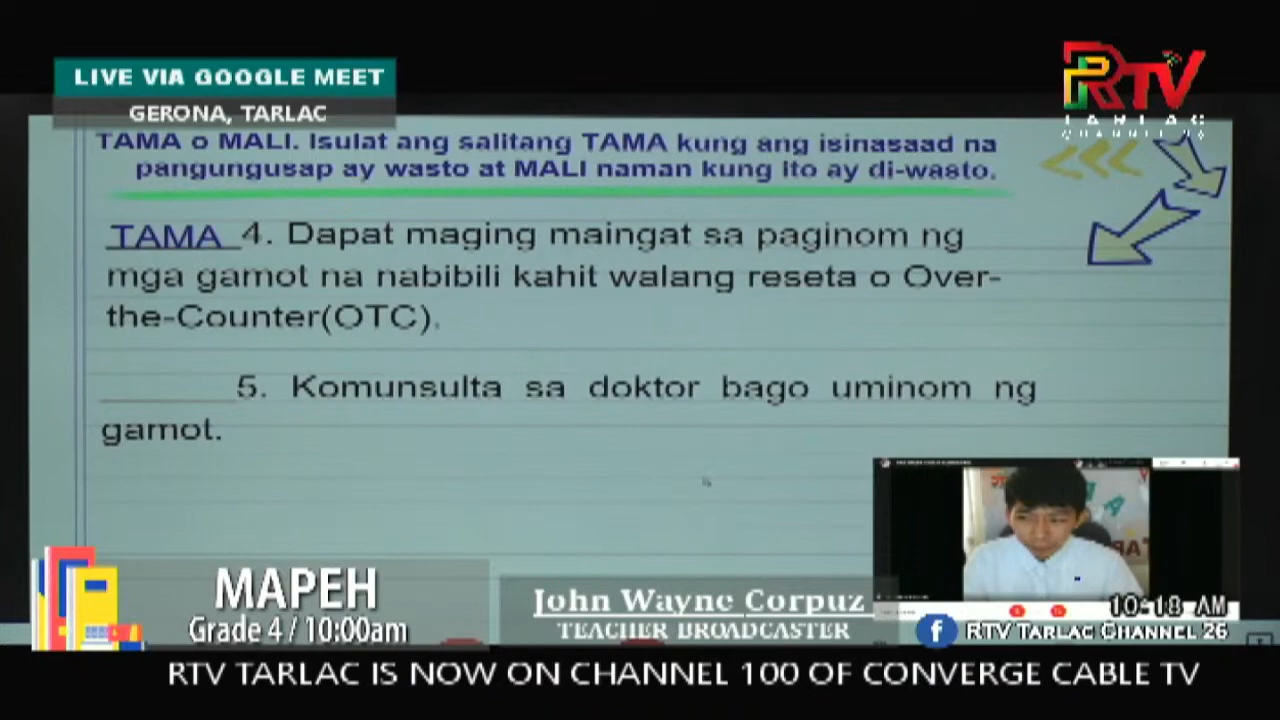 LIVE VIA GOOGLE MEET
GERONA, TARLAC
RTV
TARLAC
TAMA o MALI. Isulat ang salitang TAMA kung ang isinasaad na
pangungusap ay wasto at MALI naman kung ito ay di-wasto.
TAMA 4. Dapat maging maingat sa paginom ng
mga gamot na nabibili kahit walang reseta o Over-
the-Counter(OTC).
5. Komunsulta sa doktor bago uminom ng
gamot.
MAPEH
Grade 4 / 10:00am
John Wayne Corpuz
TEACHER BROADCASTER
10:18 AM
RTV TARLAC CHANNEL 26
RTV TARLAC IS NOW ON CHANNEL 100 OF CONVERGE CABLE TV